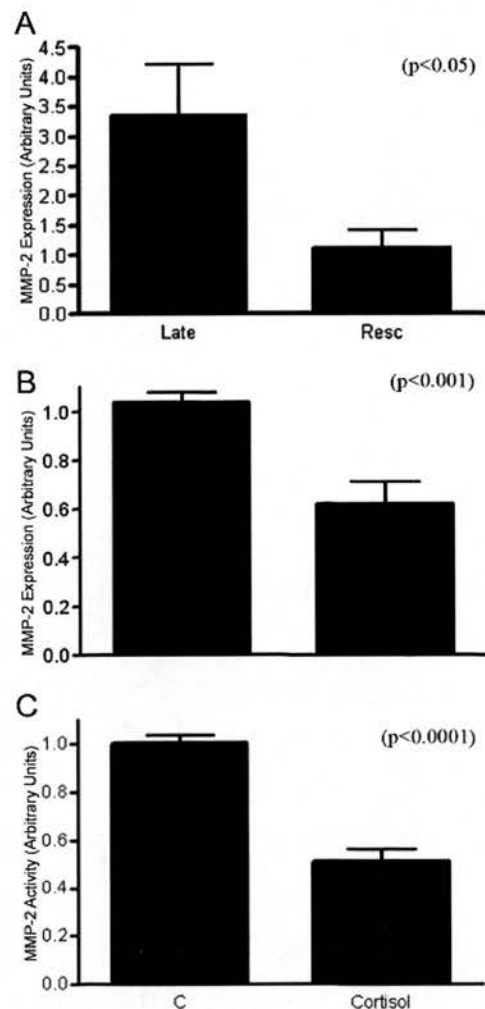 A
MMP-2 Expression (Arbitrary Units)
(p<0.05)
4.5
4.0
3.5
3.0
2.5
2.0
1.5
1.0
0.5
0.0
Late Resc
B
MMP-2 Expression (Arbitrary Units)
(p<0.001)
1.0
0.8
0.6
0.4
0.2
0.0
C
MMP-2 Activity (Arbitrary Units)
(p<0.0001)
1.0
0.8
0.6
0.4
0.2
0.0
C Cortisol